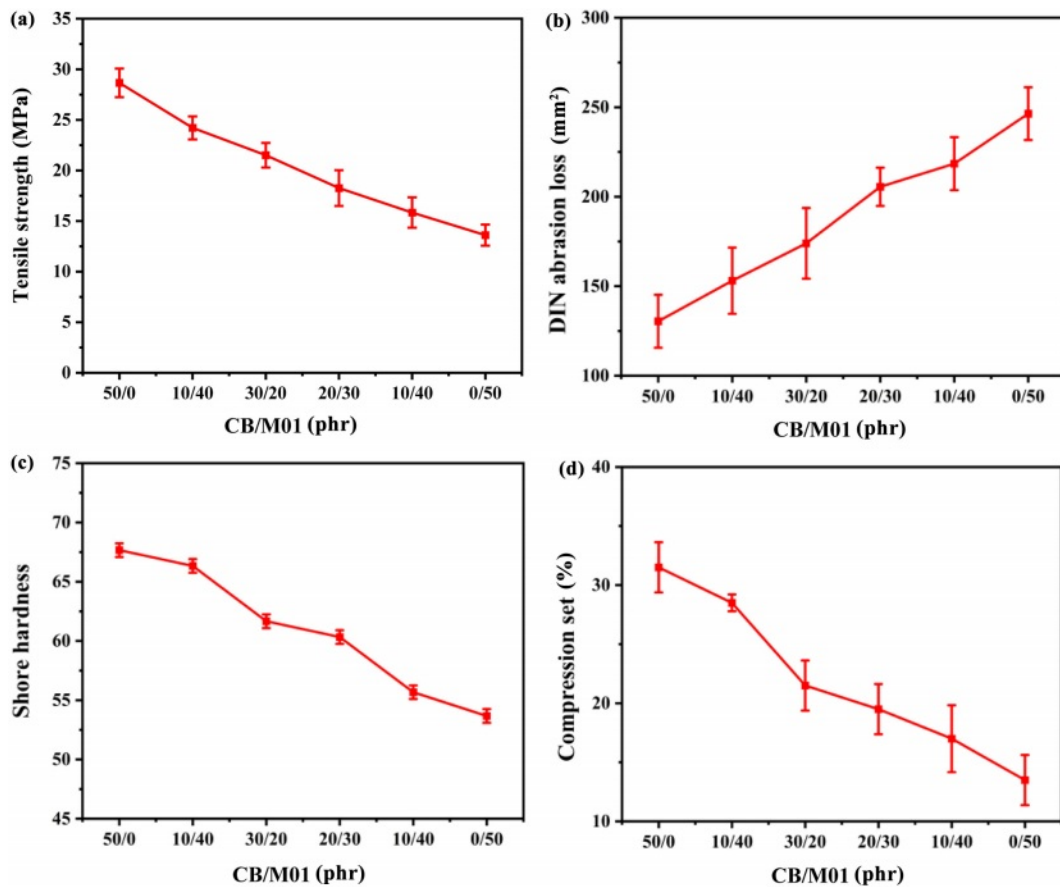 (a)
35
30
25
20
15
10
5
0
Tensile strength (MPa)
50/0 10/40 30/20 20/30 10/40 0/50
CB/M01 (phr)
(b)
300
250
200
150
100
DIN abrasion loss (mm²)
50/0 10/40 30/20 20/30 10/40 0/50
CB/M01 (phr)
(c)
75
70
65
60
55
50
45
Shore hardness
50/0 10/40 30/20 20/30 10/40 0/50
CB/M01 (phr)
(d)
40
30
20
10
Compression set (%)
50/0 10/40 30/20 20/30 10/40 0/50
CB/M01 (phr)